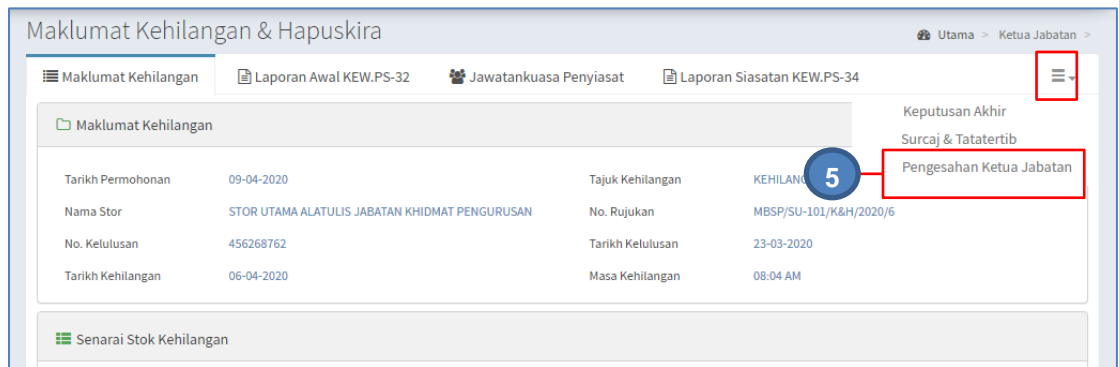 Maklumat Kehilangan & Hapuskira
Utama > Ketua Jabatan >
Maklumat Kehilangan Laporan Awal KEW.PS-32 Jawatankuasa Penyiasat Laporan Siasatan KEW.PS-34
Keputusan Akhir
Surcaj & Tatatertib
Pengesahan Ketua Jabatan
5
Maklumat Kehilangan
Tarikh Permohonan 09-04-2020 Tajuk Kehilangan
Nama Stor STOR UTAMA ALATULIS JABATAN KHIDMAT PENGURUSAN No. Rujukan MBSP/SU-101/K&H/2020/6
No. Kelulusan 456268762 Tarikh Kelulusan 23-03-2020
Tarikh Kehilangan 06-04-2020 Masa Kehilangan 08:04 AM
Senarai Stok Kehilangan